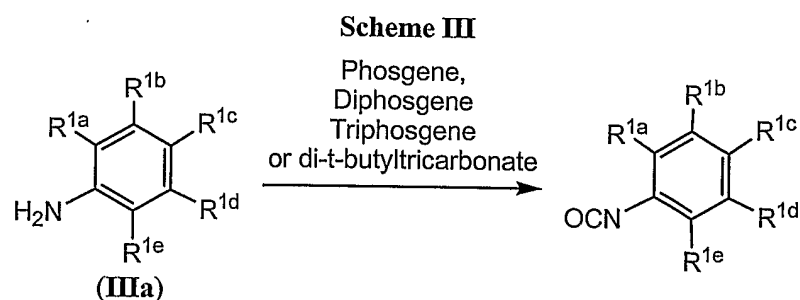 Scheme III
Phosgene,
Diphosgene
Triphosgene
or di-t-butyltricarbonate
R1b
R1a
R1c
H2N
R1d
R1e
(IIIa)
R1b
R1a
R1c
OCN
R1d
R1e